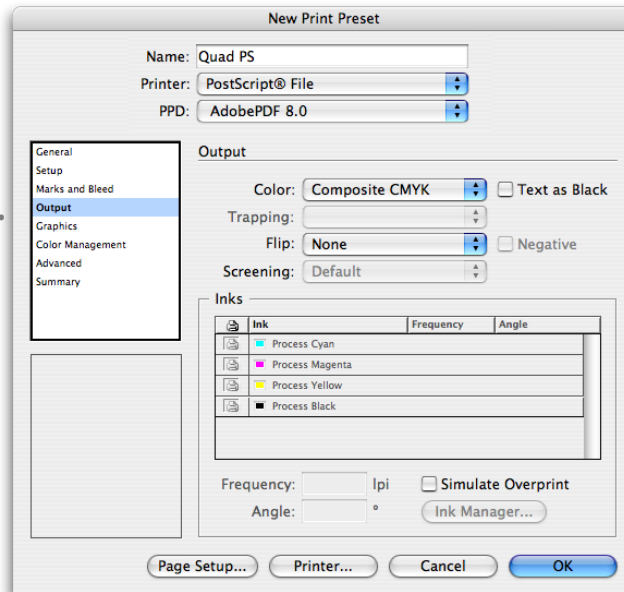 New Print Preset
Name: Quad PS
Printer: PostScript® File
PPD: AdobePDF 8.0
General
Setup
Marks and Bleed
Output
Graphics
Color Management
Advanced
Summary
Output
Color: Composite CMYK Text as Black
Trapping:
Flip: None Negative
Screening: Default
Inks
Ink Frequency Angle
Process Cyan
Process Magenta
Process Yellow
Process Black
Frequency: lpi Simulate Overprint
Angle: ° Ink Manager...
Page Setup... Printer... Cancel OK